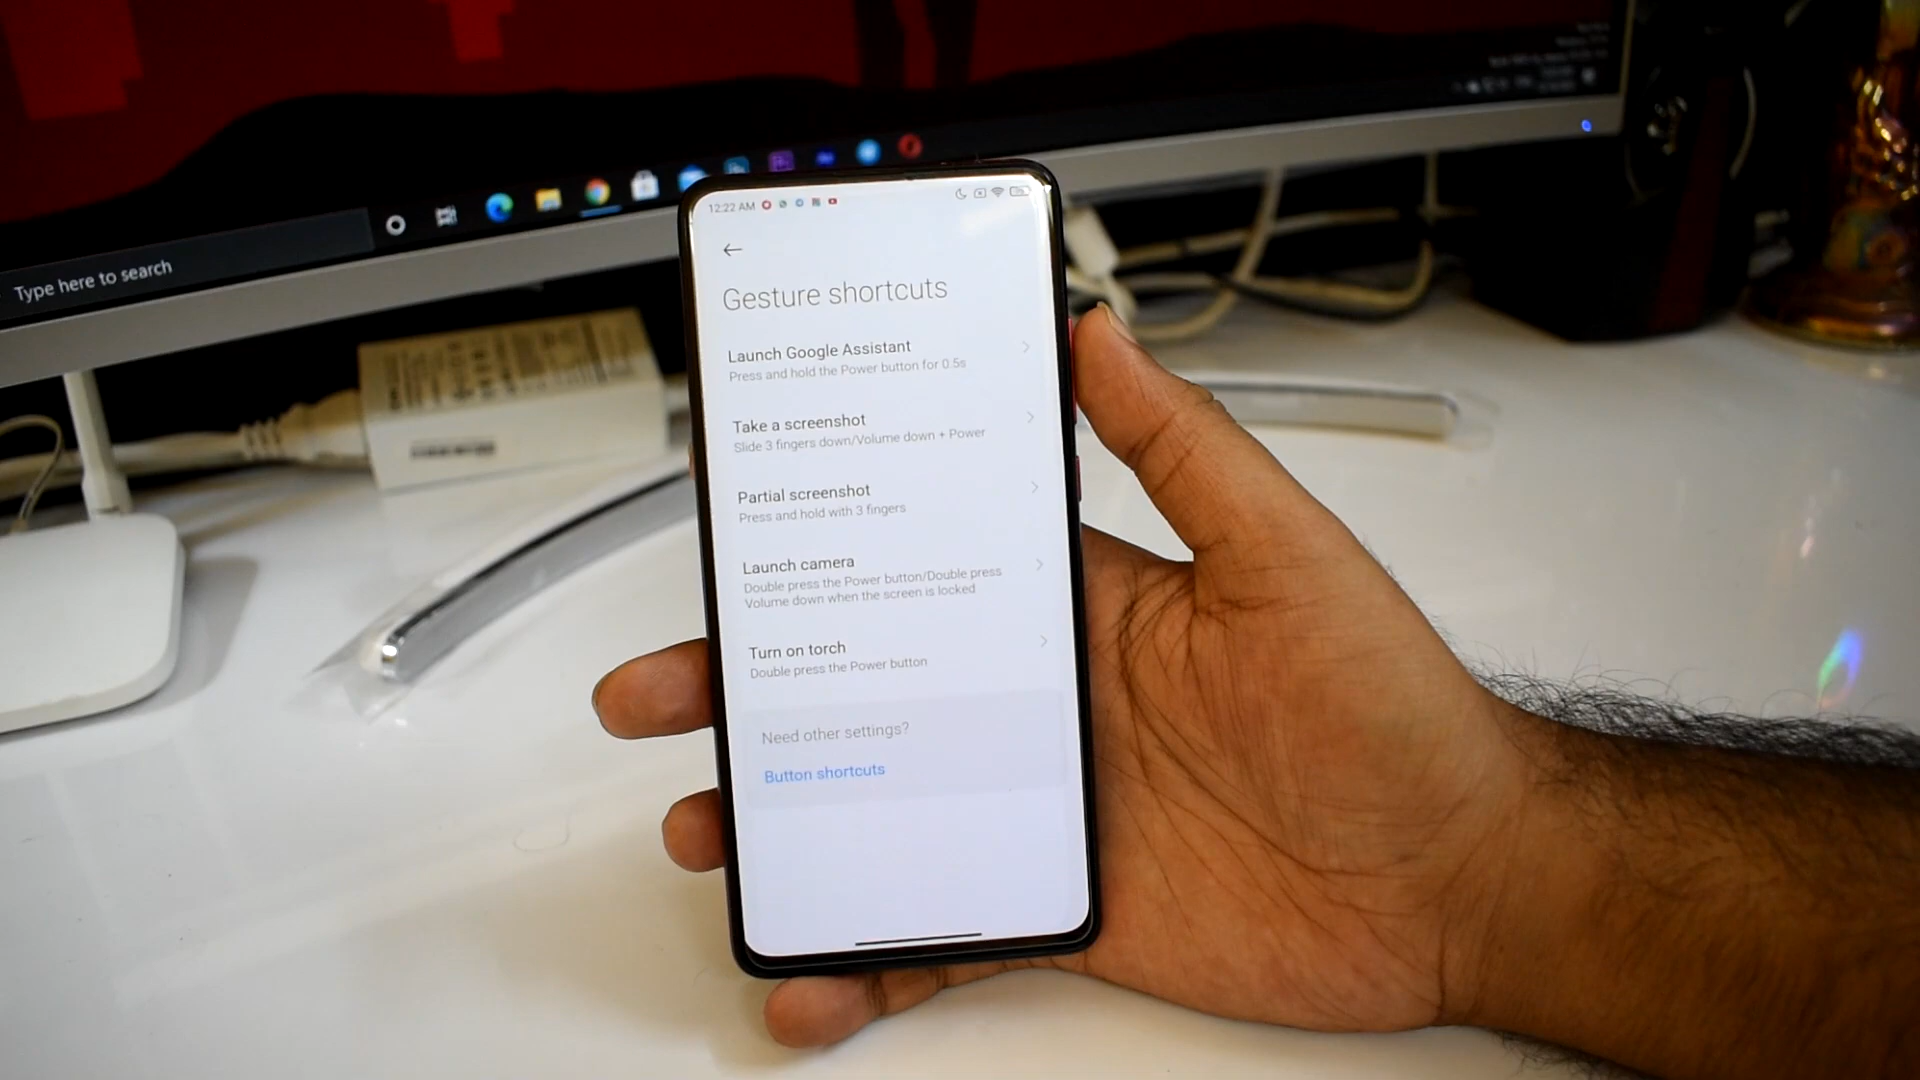 Type here to search
12:22 AM
Gesture shortcuts
Launch Google Assistant
Press and hold the Power button for 0.5s
Take a screenshot
Slide 3 fingers down/Volume down + Power
Partial screenshot
Press and hold with 3 fingers
Launch camera
Double press the Power button/Double press
Volume down when the screen is locked
Turn on torch
Double press the Power button
Need other settings?
Button shortcuts